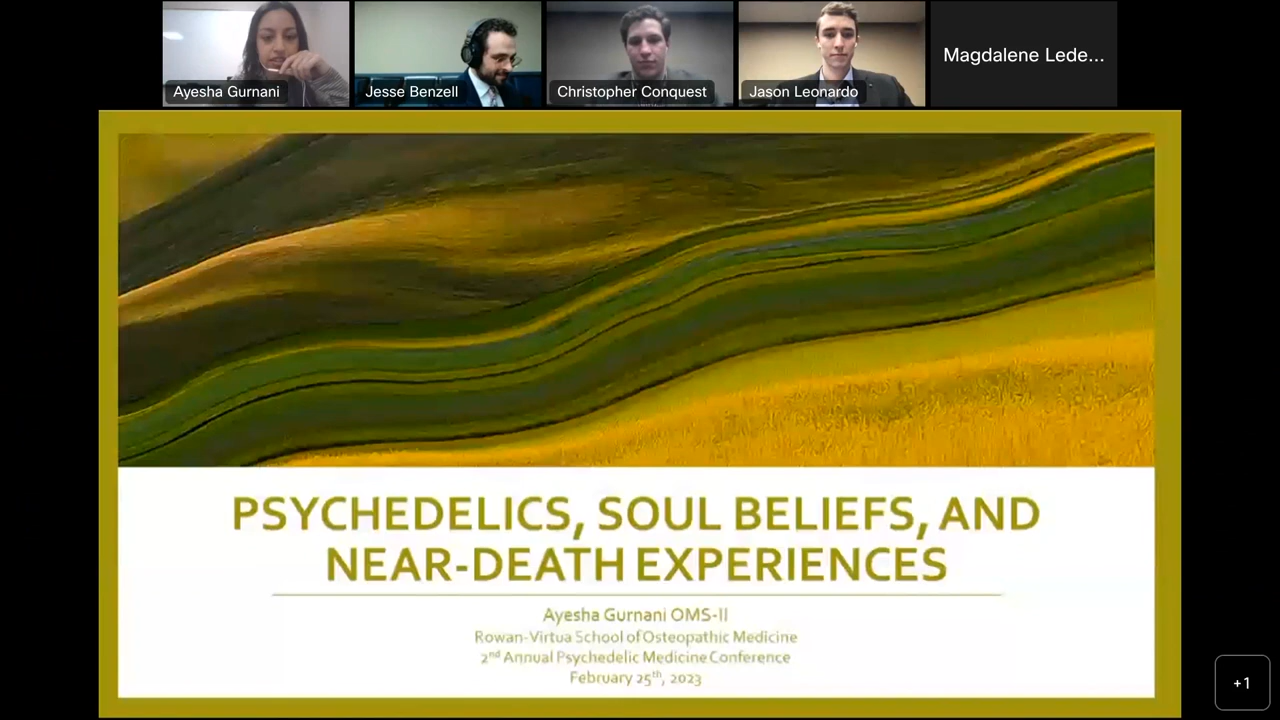 Ayesha Gurnani
Jesse Benzell
Christopher Conquest
Jason Leonardo
Magdalene Lede...
PSYCHEDELICS, SOUL BELIEFS, AND
NEAR-DEATH EXPERIENCES
Ayesha Gurnani OMS-II
Rowan-Virtua School of Osteopathic Medicine
2nd Annual Psychedelic Medicine Conference
February 25th, 2023
+1